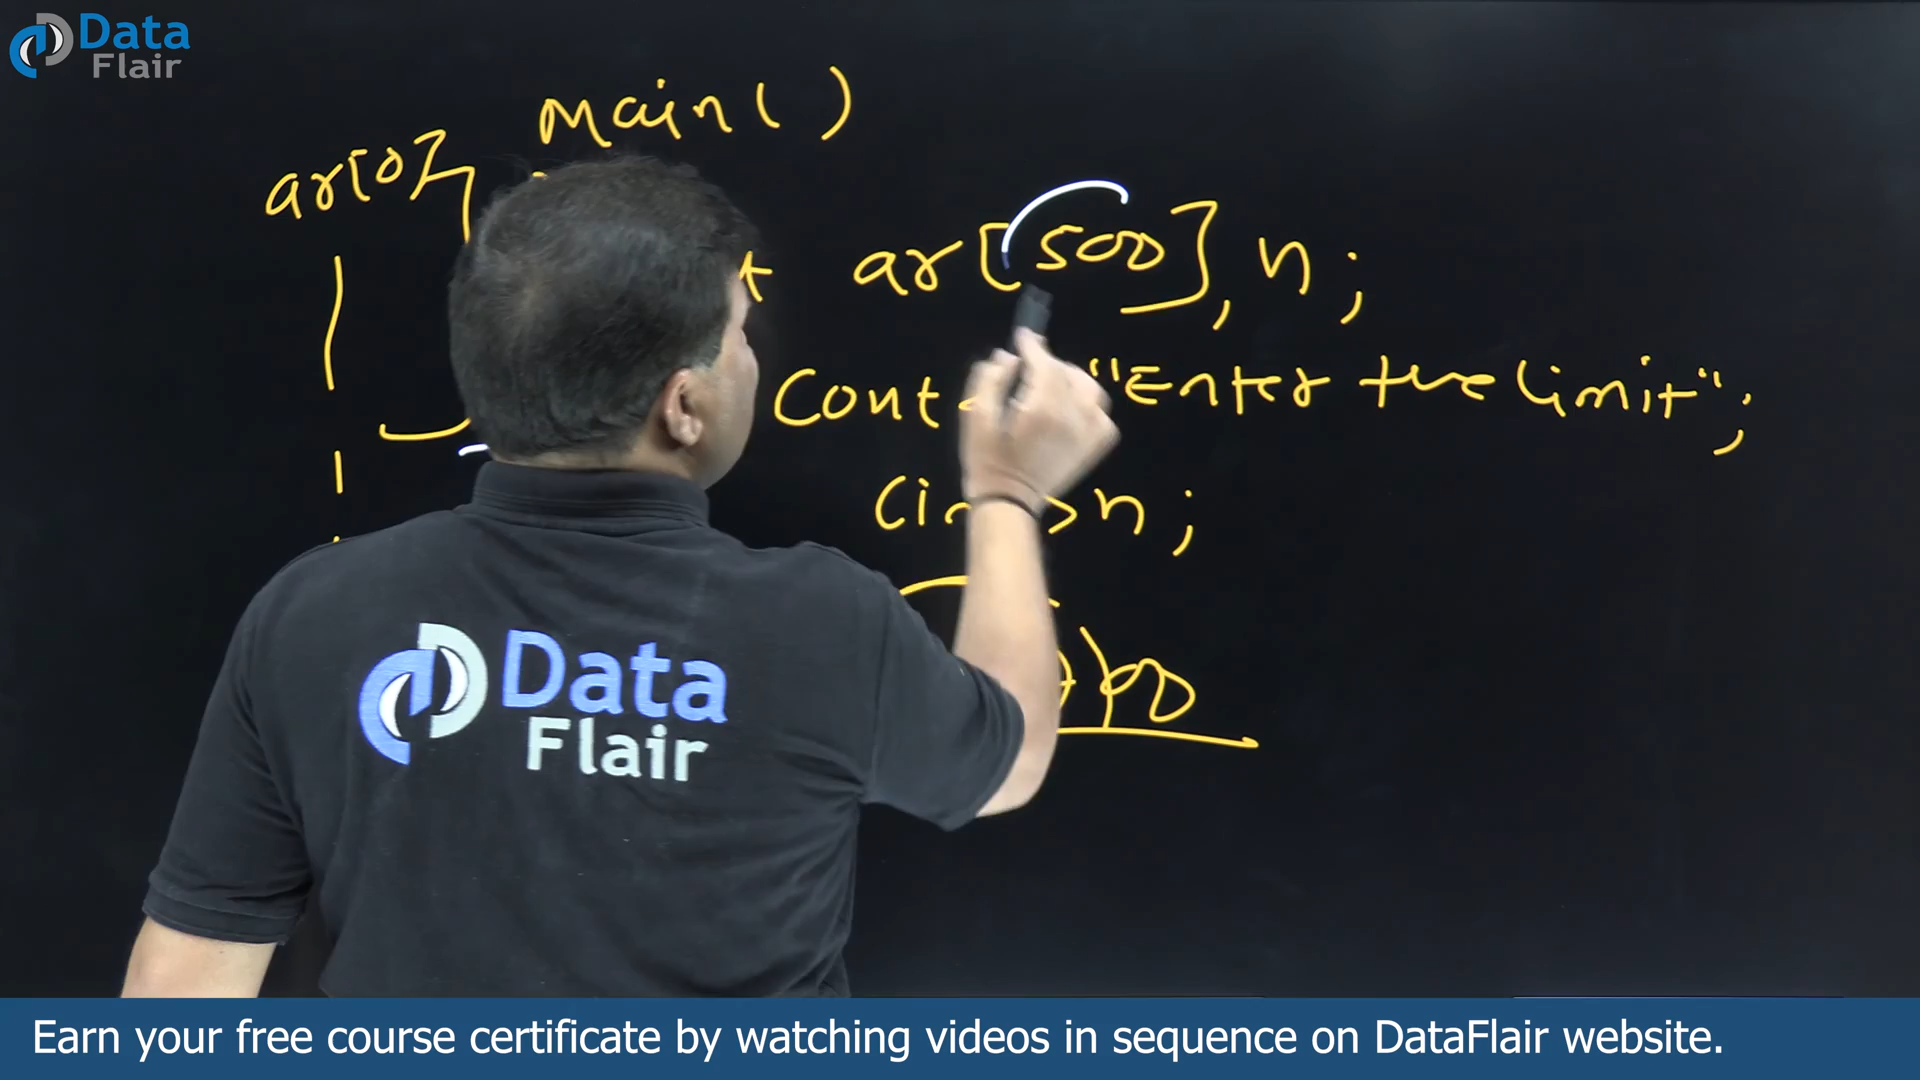 Data
Flair
Main( )
ar[0]
ar[500], n;
"Enter the limit";
n;
Data
Flair
Earn your free course certificate by watching videos in sequence on DataFlair website.